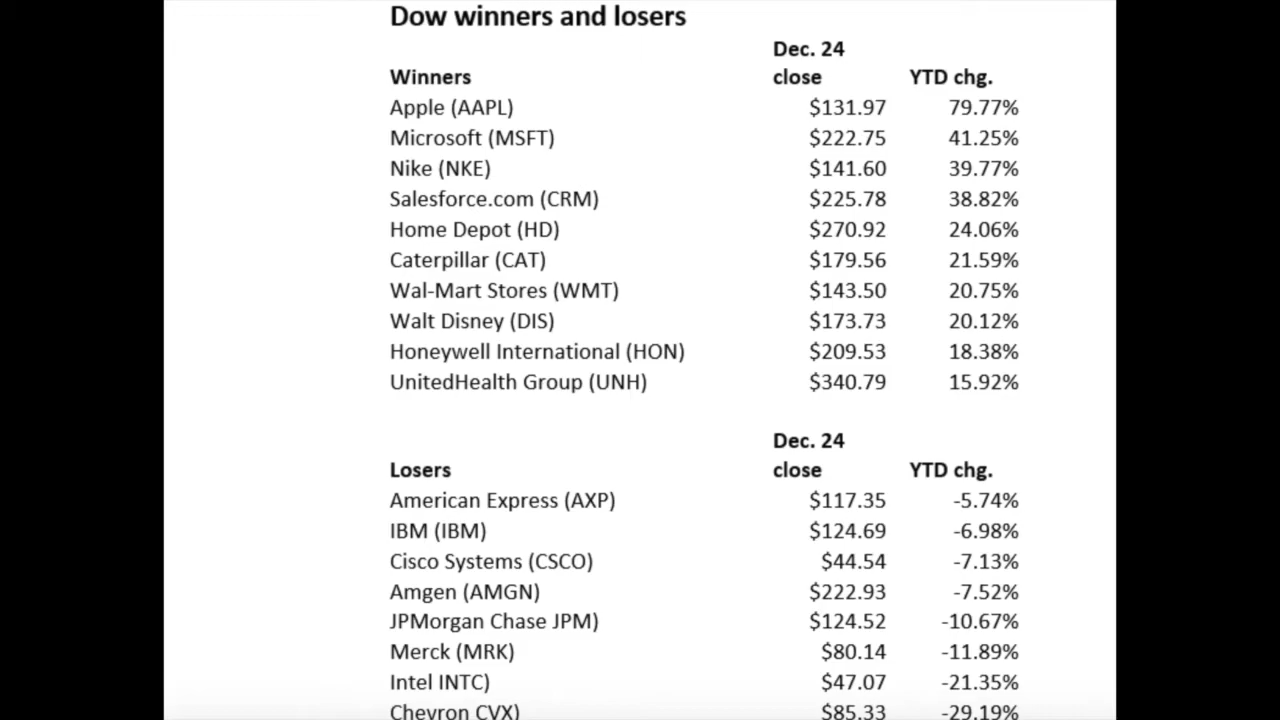 Dow winners and losers
Dec. 24
Winners close YTD chg.
Apple (AAPL) $131.97 79.77%
Microsoft (MSFT) $222.75 41.25%
Nike (NKE) $141.60 39.77%
Salesforce.com (CRM) $225.78 38.82%
Home Depot (HD) $270.92 24.06%
Caterpillar (CAT) $179.56 21.59%
Wal-Mart Stores (WMT) $143.50 20.75%
Walt Disney (DIS) $173.73 20.12%
Honeywell International (HON) $209.53 18.38%
UnitedHealth Group (UNH) $340.79 15.92%
Dec. 24
Losers close YTD chg.
American Express (AXP) $117.35 -5.74%
IBM (IBM) $124.69 -6.98%
Cisco Systems (CSCO) $44.54 -7.13%
Amgen (AMGN) $222.93 -7.52%
JPMorgan Chase JPM) $124.52 -10.67%
Merck (MRK) $80.14 -11.89%
Intel INTC) $47.07 -21.35%
Chevron CVX) $85.33 -29.19%